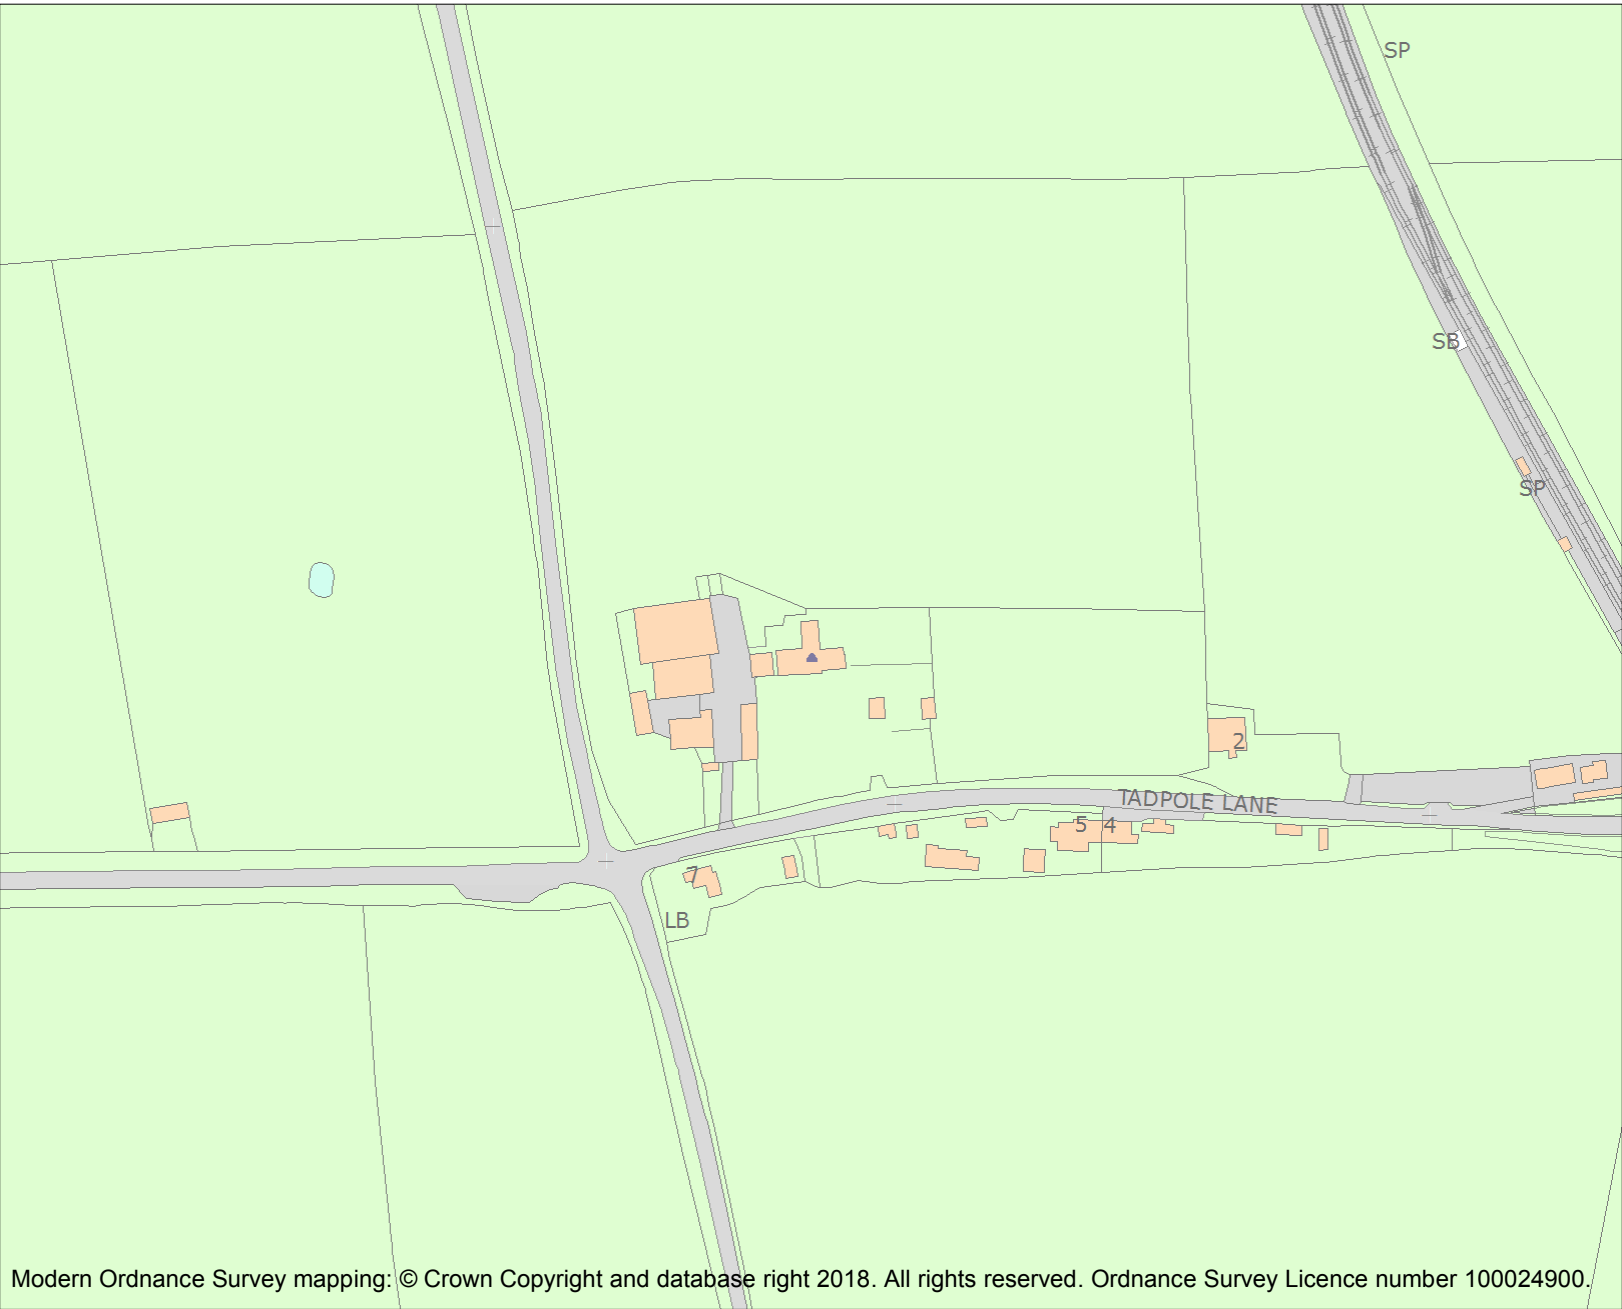 SP
SB
SP
2
TADPOLE LANE
5 4
7
LB
Modern Ordnance Survey mapping: © Crown Copyright and database right 2018. All rights reserved. Ordnance Survey Licence number 100024900.